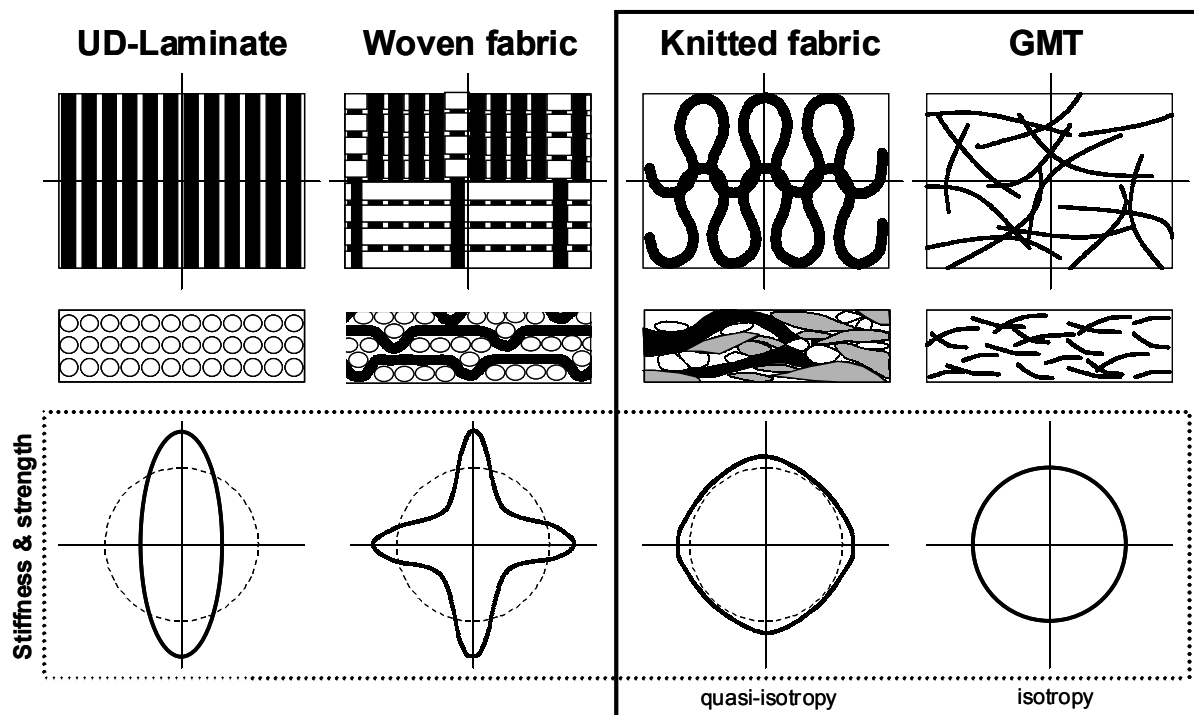 UD-Laminate
Woven fabric
Knitted fabric
GMT
Stiffness & strength
quasi-isotropy
isotropy